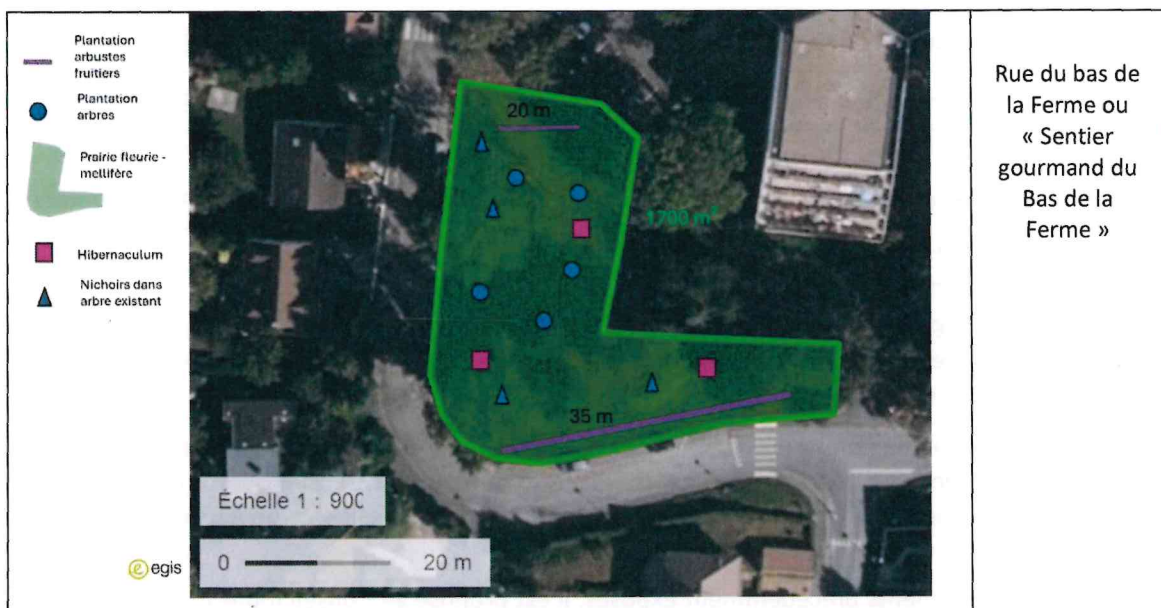 Plantation
arbustes
fruitiers
Plantation
arbres
Prairie fleurie -
mellifère
Hibernaculum
Nichoirs dans
arbre existant
20 m
1700 m²
35 m
Échelle 1 : 900
0 20 m
egis
Rue du bas de
la Ferme ou
« Sentier
gourmand du
Bas de la
Ferme »